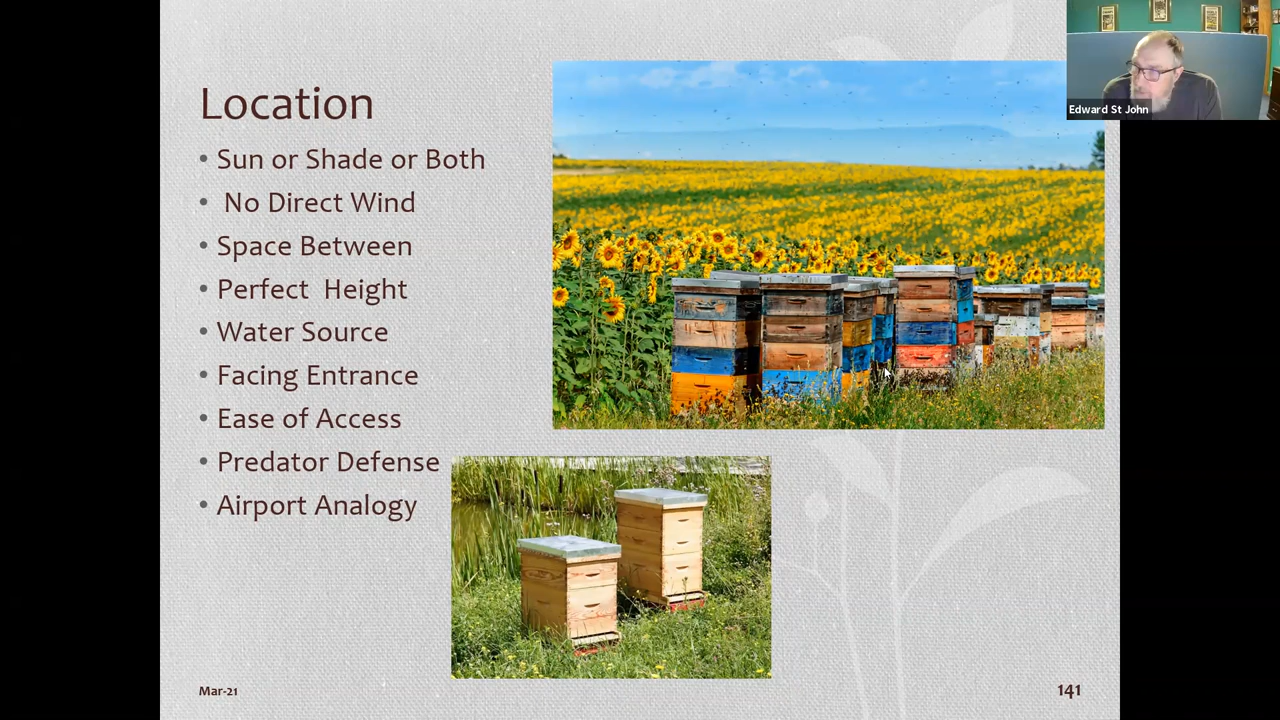 Location
• Sun or Shade or Both
• No Direct Wind
• Space Between
• Perfect Height
• Water Source
• Facing Entrance
• Ease of Access
• Predator Defense
• Airport Analogy
Edward St John
Mar-21
141